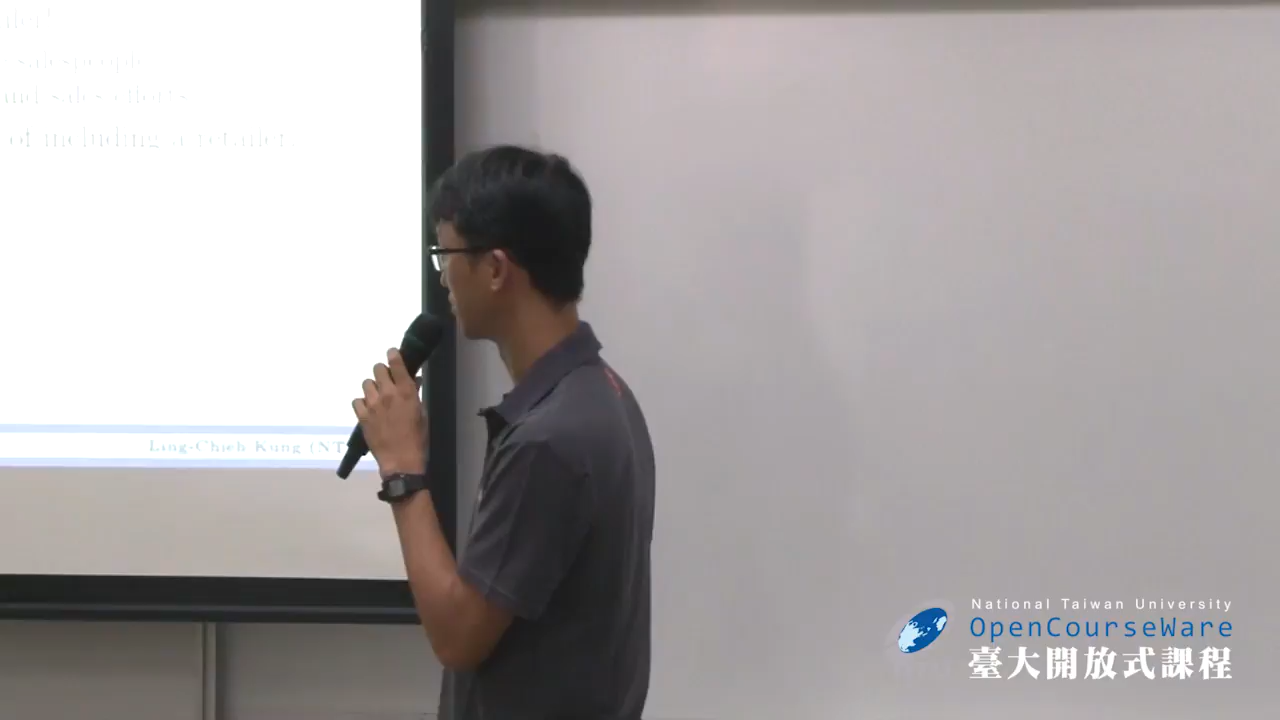 salespeople
and sales efforts
of including a retailer.
Ling-Chieh Kung (NT
National Taiwan University
OpenCourseWare
臺大開放式課程